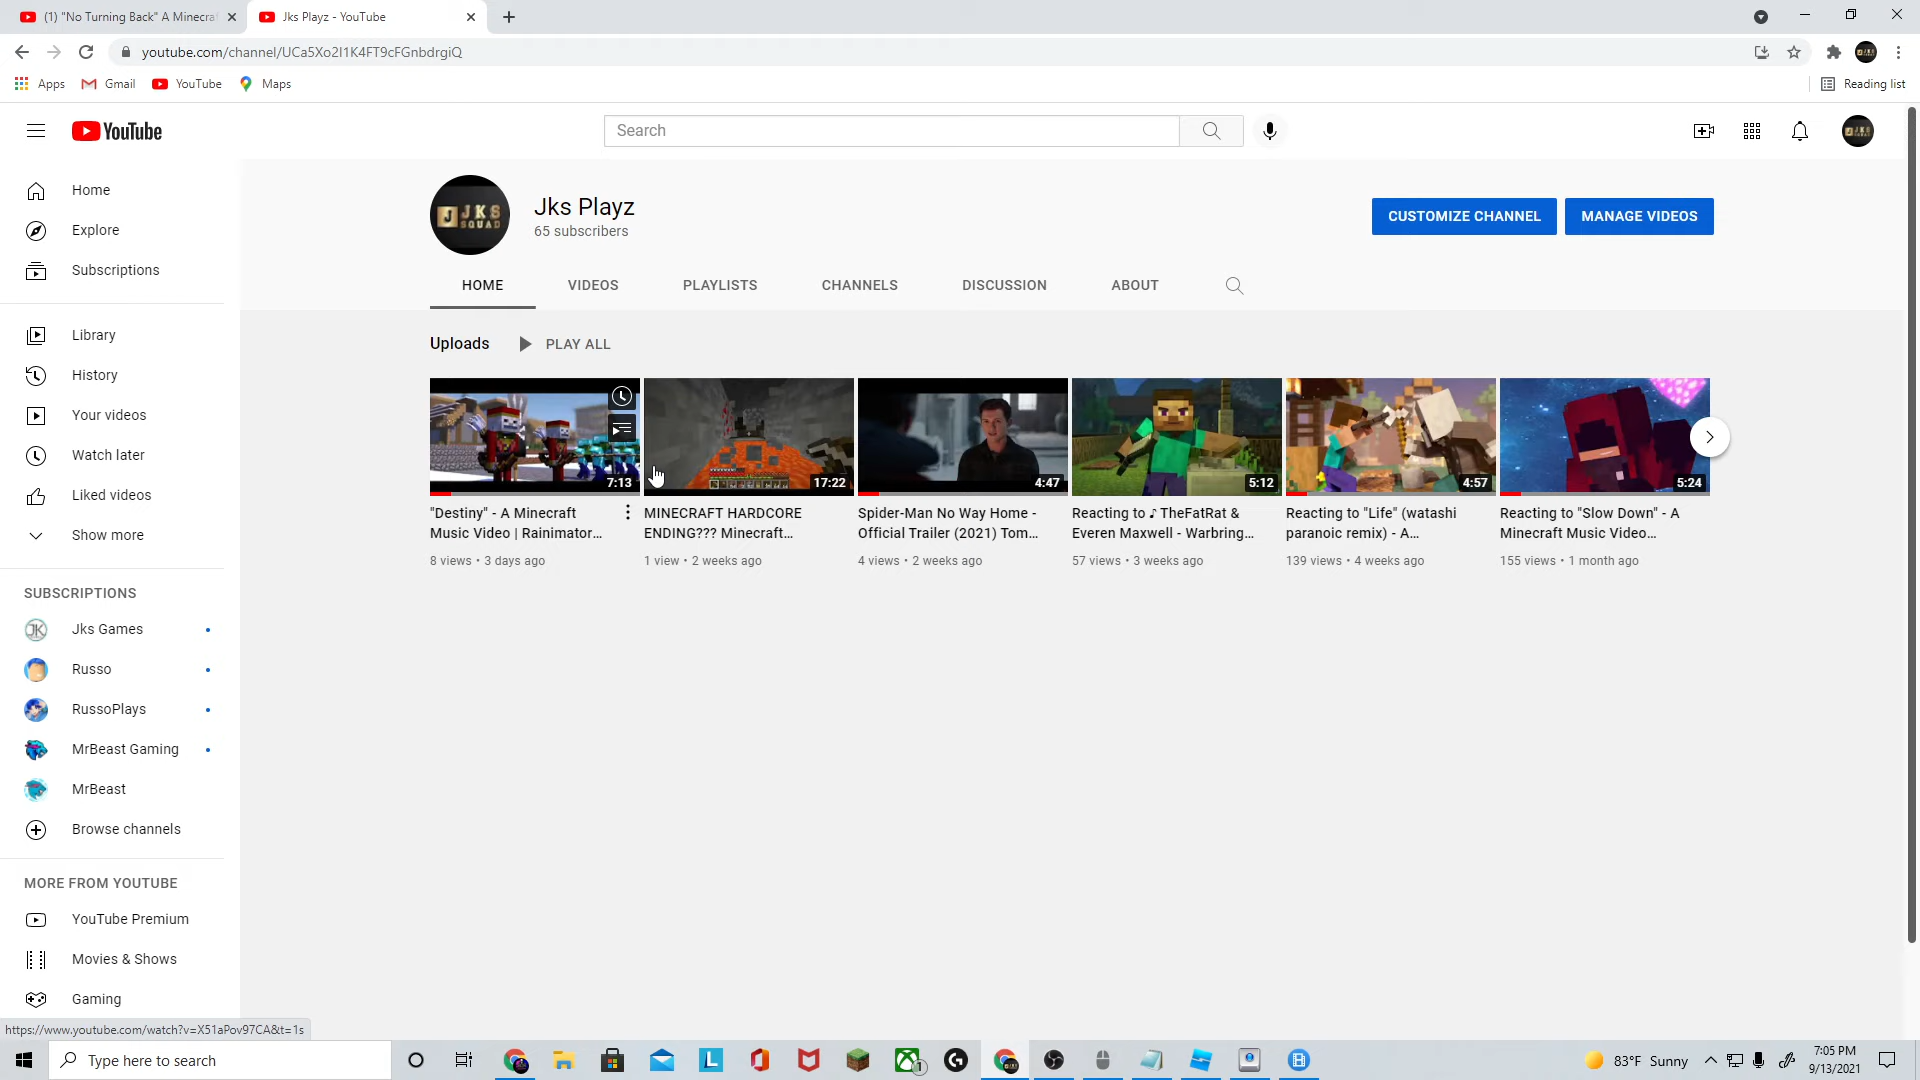 (1) "No Turning Back" A Minecraf
Jks Playz - YouTube
youtube.com/channel/UCa5Xo2I1K4FT9cFGnbdrgiQ
Apps
Gmail
YouTube
Maps
Reading list
YouTube
Search
Home
Explore
Subscriptions
Library
History
Your videos
Watch later
Liked videos
Show more
SUBSCRIPTIONS
Jks Games
Russo
RussoPlays
MrBeast Gaming
MrBeast
Browse channels
MORE FROM YOUTUBE
YouTube Premium
Movies & Shows
Gaming
J JKS
SQUAD
Jks Playz
65 subscribers
CUSTOMIZE CHANNEL
MANAGE VIDEOS
HOME
VIDEOS
PLAYLISTS
CHANNELS
DISCUSSION
ABOUT
Uploads
PLAY ALL
7:13
"Destiny" - A Minecraft
Music Video | Rainimator...
8 views • 3 days ago
17:22
MINECRAFT HARDCORE
ENDING??? Minecraft...
1 view • 2 weeks ago
4:47
Spider-Man No Way Home -
Official Trailer (2021) Tom...
4 views • 2 weeks ago
5:12
Reacting to ♪ TheFatRat &
Everen Maxwell - Warbring...
57 views • 3 weeks ago
4:57
Reacting to "Life" (watashi
paranoic remix) - A...
139 views • 4 weeks ago
5:24
Reacting to "Slow Down" - A
Minecraft Music Video...
155 views • 1 month ago
https://www.youtube.com/watch?v=X51aPov97CA&t=1s
Type here to search
1
83°F Sunny
7:05 PM
9/13/2021